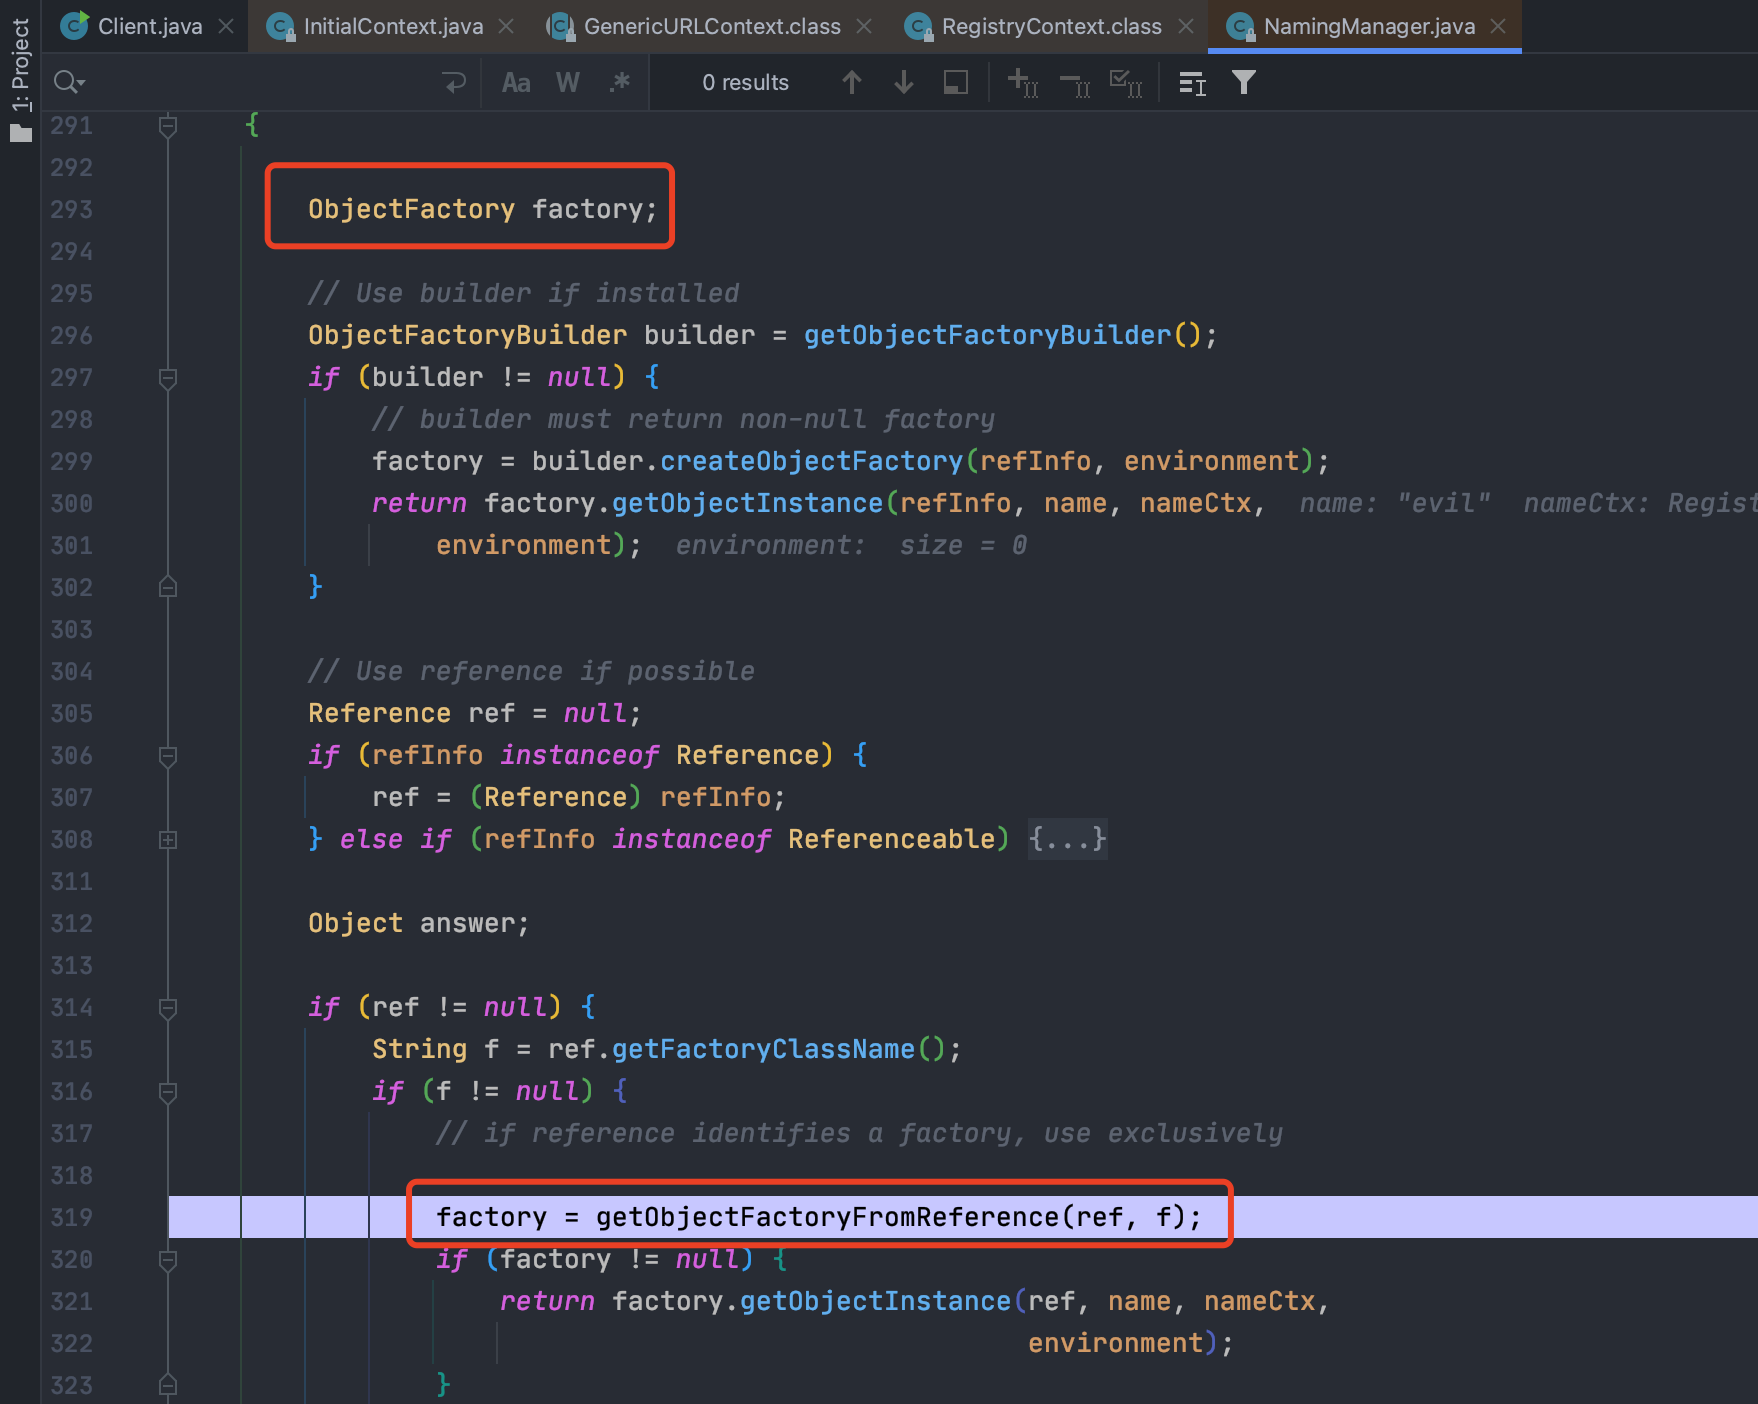 1: Project
Client.java InitialContext.java GenericURLContext.class RegistryContext.class NamingManager.java
Aa W .* 0 results
291 {
292
293 ObjectFactory factory;
294
295 // Use builder if installed
296 ObjectFactoryBuilder builder = getObjectFactoryBuilder();
297 if (builder != null) {
298 // builder must return non-null factory
299 factory = builder.createObjectFactory(refInfo, environment);
300 return factory.getObjectInstance(refInfo, name, nameCtx, name: "evil" nameCtx: Regist
301 environment); environment: size = 0
302 }
303
304 // Use reference if possible
305 Reference ref = null;
306 if (refInfo instanceof Reference) {
307 ref = (Reference) refInfo;
308 } else if (refInfo instanceof Referenceable) {...}
311
312 Object answer;
313
314 if (ref != null) {
315 String f = ref.getFactoryClassName();
316 if (f != null) {
317 // if reference identifies a factory, use exclusively
318
319 factory = getObjectFactoryFromReference(ref, f);
320 if (factory != null) {
321 return factory.getObjectInstance(ref, name, nameCtx,
322 environment);
323 }